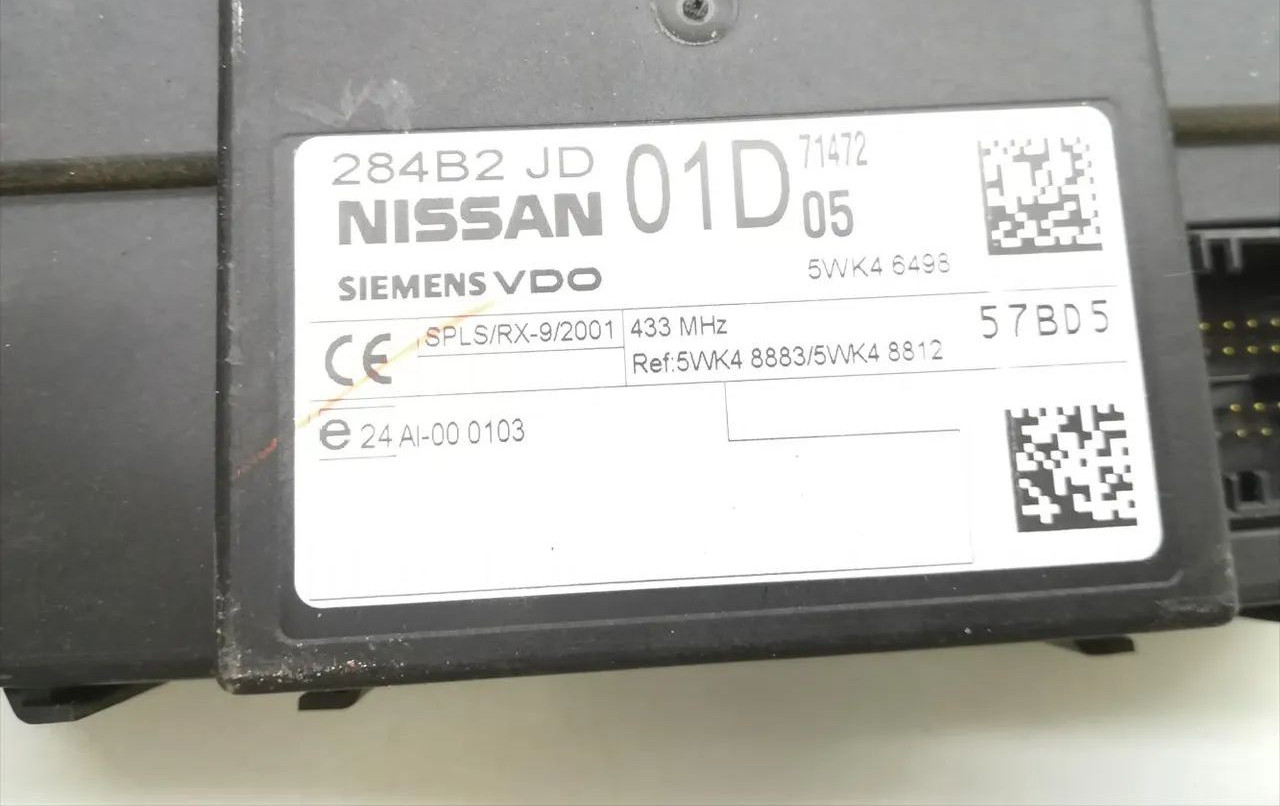 284B2 JD 01D 71472
NISSAN 05
SIEMENS VDO 5WK4 6498
CE SPLS/RX-9/2001 433 MHz 57BD5
Ref:5WK4 8883/5WK4 8812
e 24 AI-00 0103